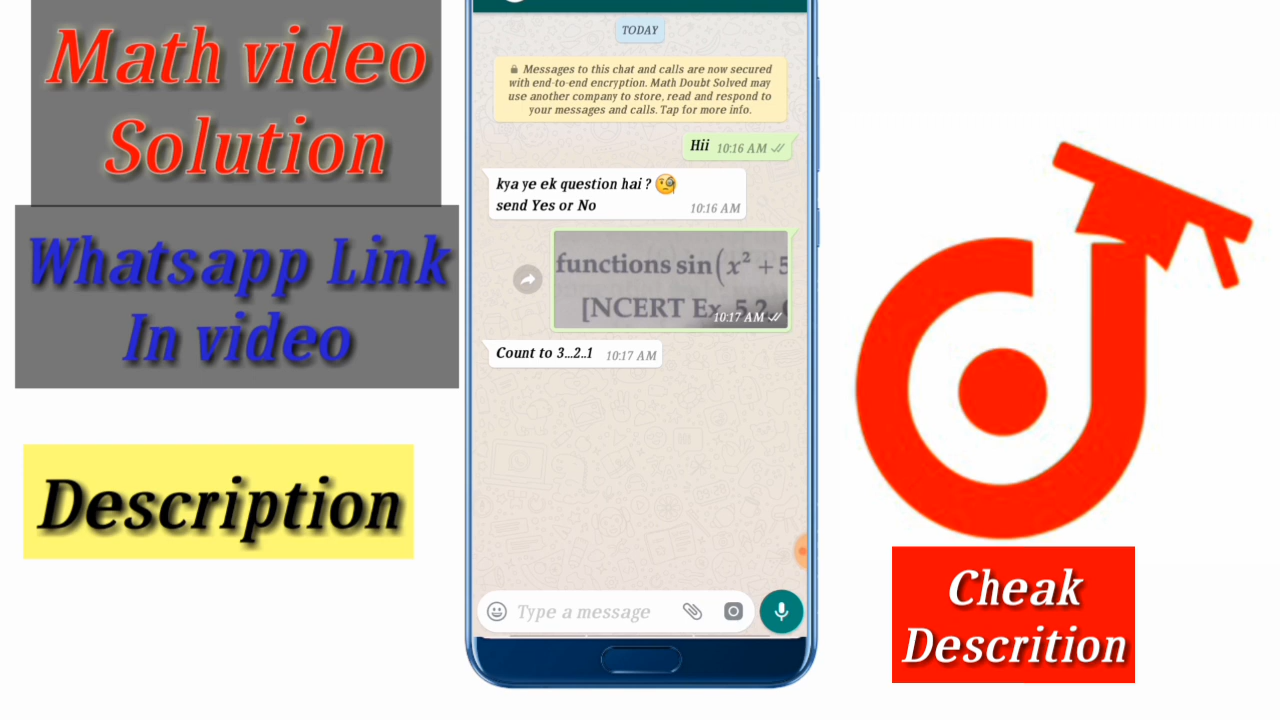 Math video
Solution
Whatsapp Link
In video
Description
TODAY
Messages to this chat and calls are now secured
with end-to-end encryption. Math Doubt Solved may
use another company to store, read and respond to
your messages and calls. Tap for more info.
Hii 10:16 AM
kya ye ek question hai ?
send Yes or No 10:16 AM
functions sin(x² + 5
[NCERT Ex. 5.2,
10:17 AM
Count to 3...2..1 10:17 AM
Type a message
Cheak
Descrition